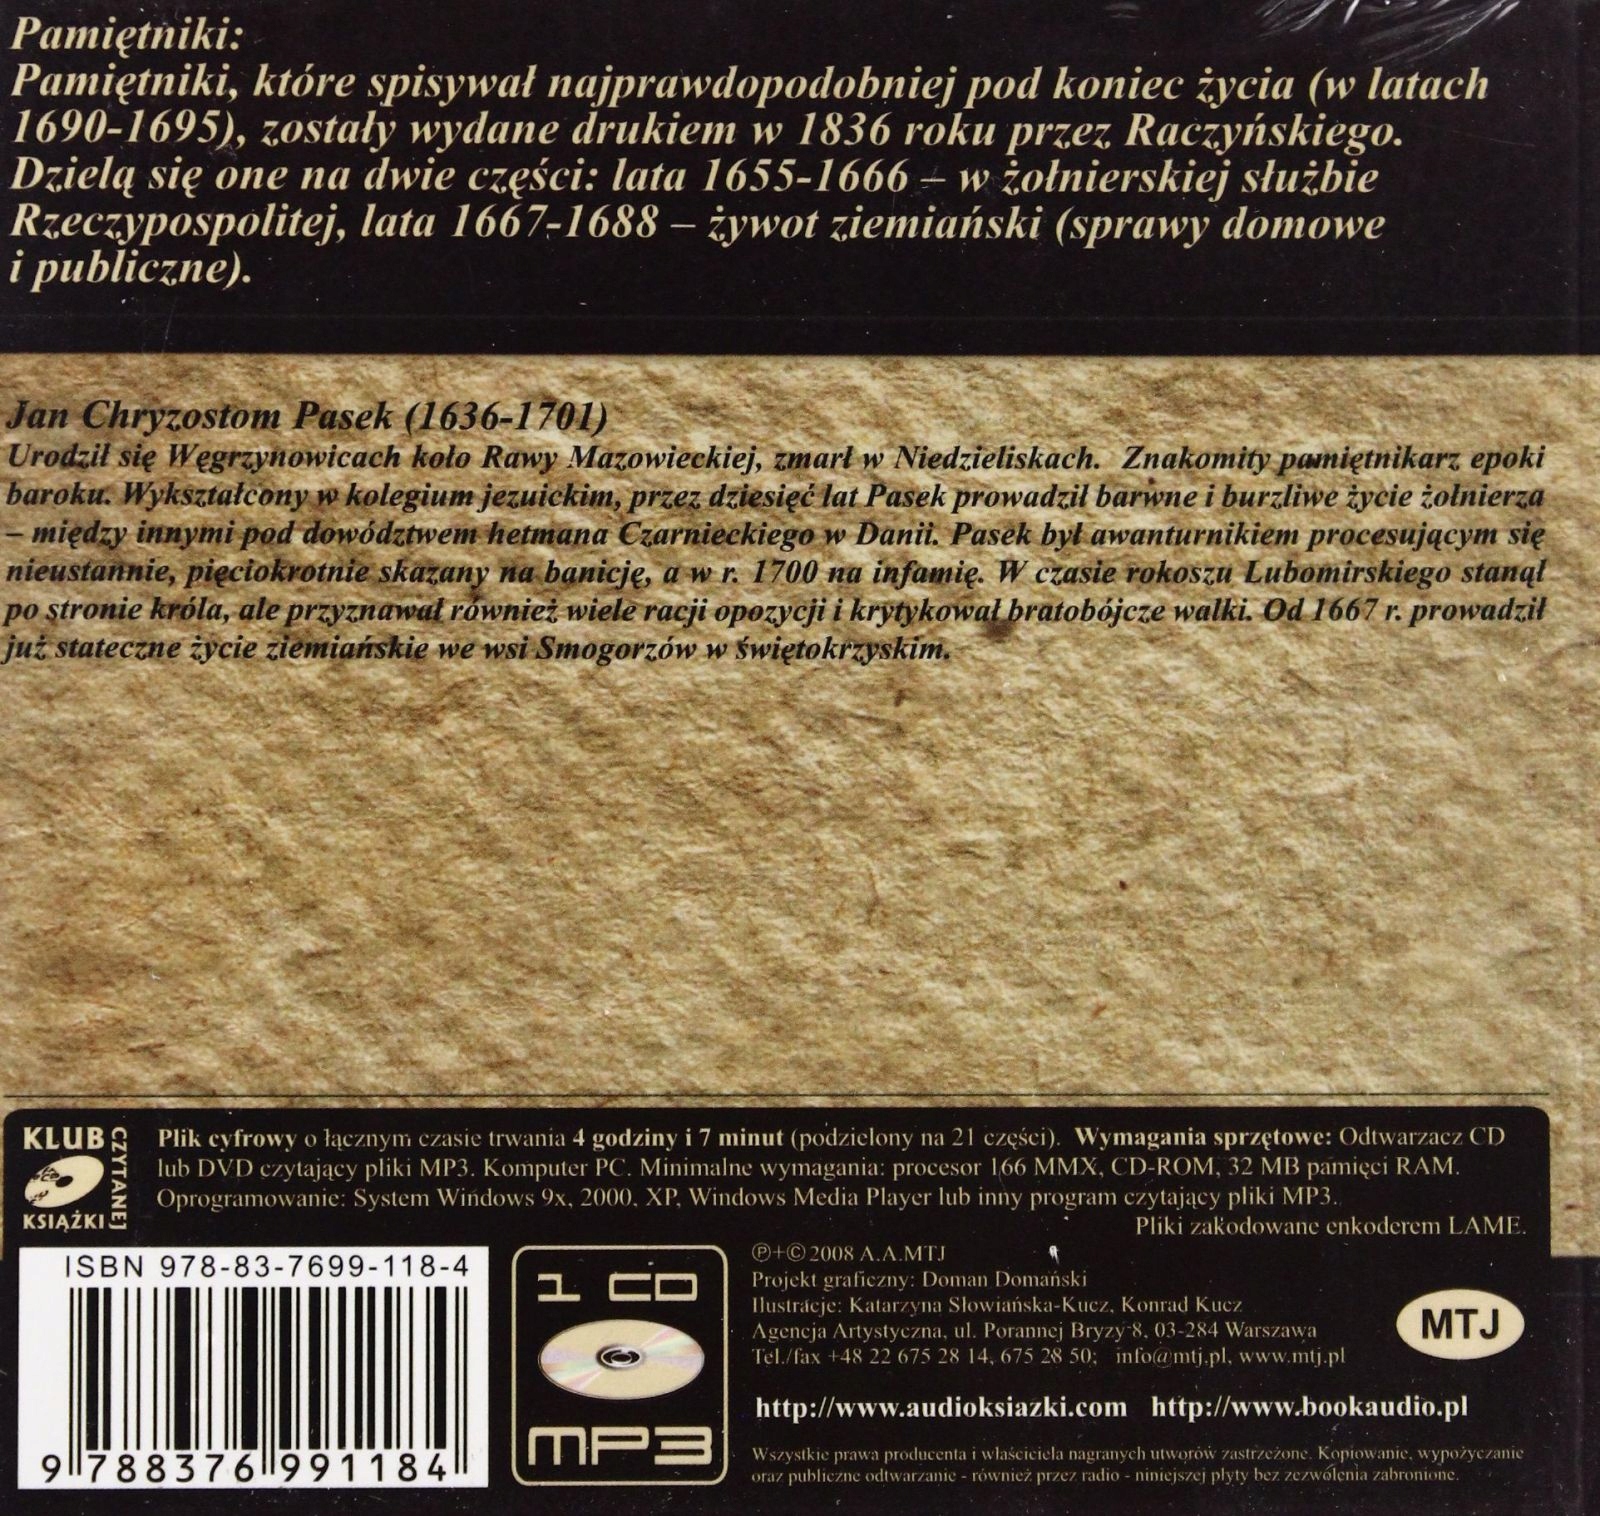 Pamiętniki:
Pamiętniki, które spisywał najprawdopodobniej pod koniec życia (w latach
1690-1695), zostały wydane drukiem w 1836 roku przez Raczyńskiego.
Dzielą się one na dwie części: lata 1655-1666 – w żołnierskiej służbie
Rzeczypospolitej, lata 1667-1688 – żywot ziemiański (sprawy domowe
i publiczne).
Jan Chryzostom Pasek (1636-1701)
Urodził się Węgrzynowicach koło Rawy Mazowieckiej, zmarł w Niedzieliskach. Znakomity pamiętnikarz epoki
baroku. Wykształcony w kolegium jezuickim, przez dziesięć lat Pasek prowadził barwne i burzliwe życie żołnierza
– między innymi pod dowództwem hetmana Czarnieckiego w Danii. Pasek był awanturnikiem procesującym się
nieustannie, pięciokrotnie skazany na banicję, a w r. 1700 na infamię. W czasie rokoszu Lubomirskiego stanął
po stronie króla, ale przyznawał również wiele racji opozycji i krytykował bratobójcze walki. Od 1667 r. prowadził
już stateczne życie ziemiańskie we wsi Smogorzów w świętokrzyskim.
KLUB
CZYTANEJ
KSIĄŻKI
Plik cyfrowy o łącznym czasie trwania 4 godziny i 7 minut (podzielony na 21 części). Wymagania sprzętowe: Odtwarzacz CD
lub DVD czytający pliki MP3. Komputer PC. Minimalne wymagania: procesor 166 MMX, CD-ROM, 32 MB pamięci RAM.
Oprogramowanie: System Windows 9x, 2000, XP, Windows Media Player lub inny program czytający pliki MP3.
Pliki zakodowane enkoderem LAME.
ISBN 978-83-7699-118-4
9 788376 991184
1 CD
MP3
℗+© 2008 A.A.MTJ
Projekt graficzny: Doman Domański
Ilustracje: Katarzyna Słowiańska-Kucz, Konrad Kucz
Agencja Artystyczna, ul. Porannej Bryzy 8, 03-284 Warszawa
Tel./fax +48 22 675 28 14, 675 28 50; info@mtj.pl, www.mtj.pl
MTJ
http://www.audioksiazki.com http://www.bookaudio.pl
Wszystkie prawa producenta i właściciela nagranych utworów zastrzeżone. Kopiowanie, wypożyczanie
oraz publiczne odtwarzanie - również przez radio - niniejszej płyty bez zezwolenia zabronione.